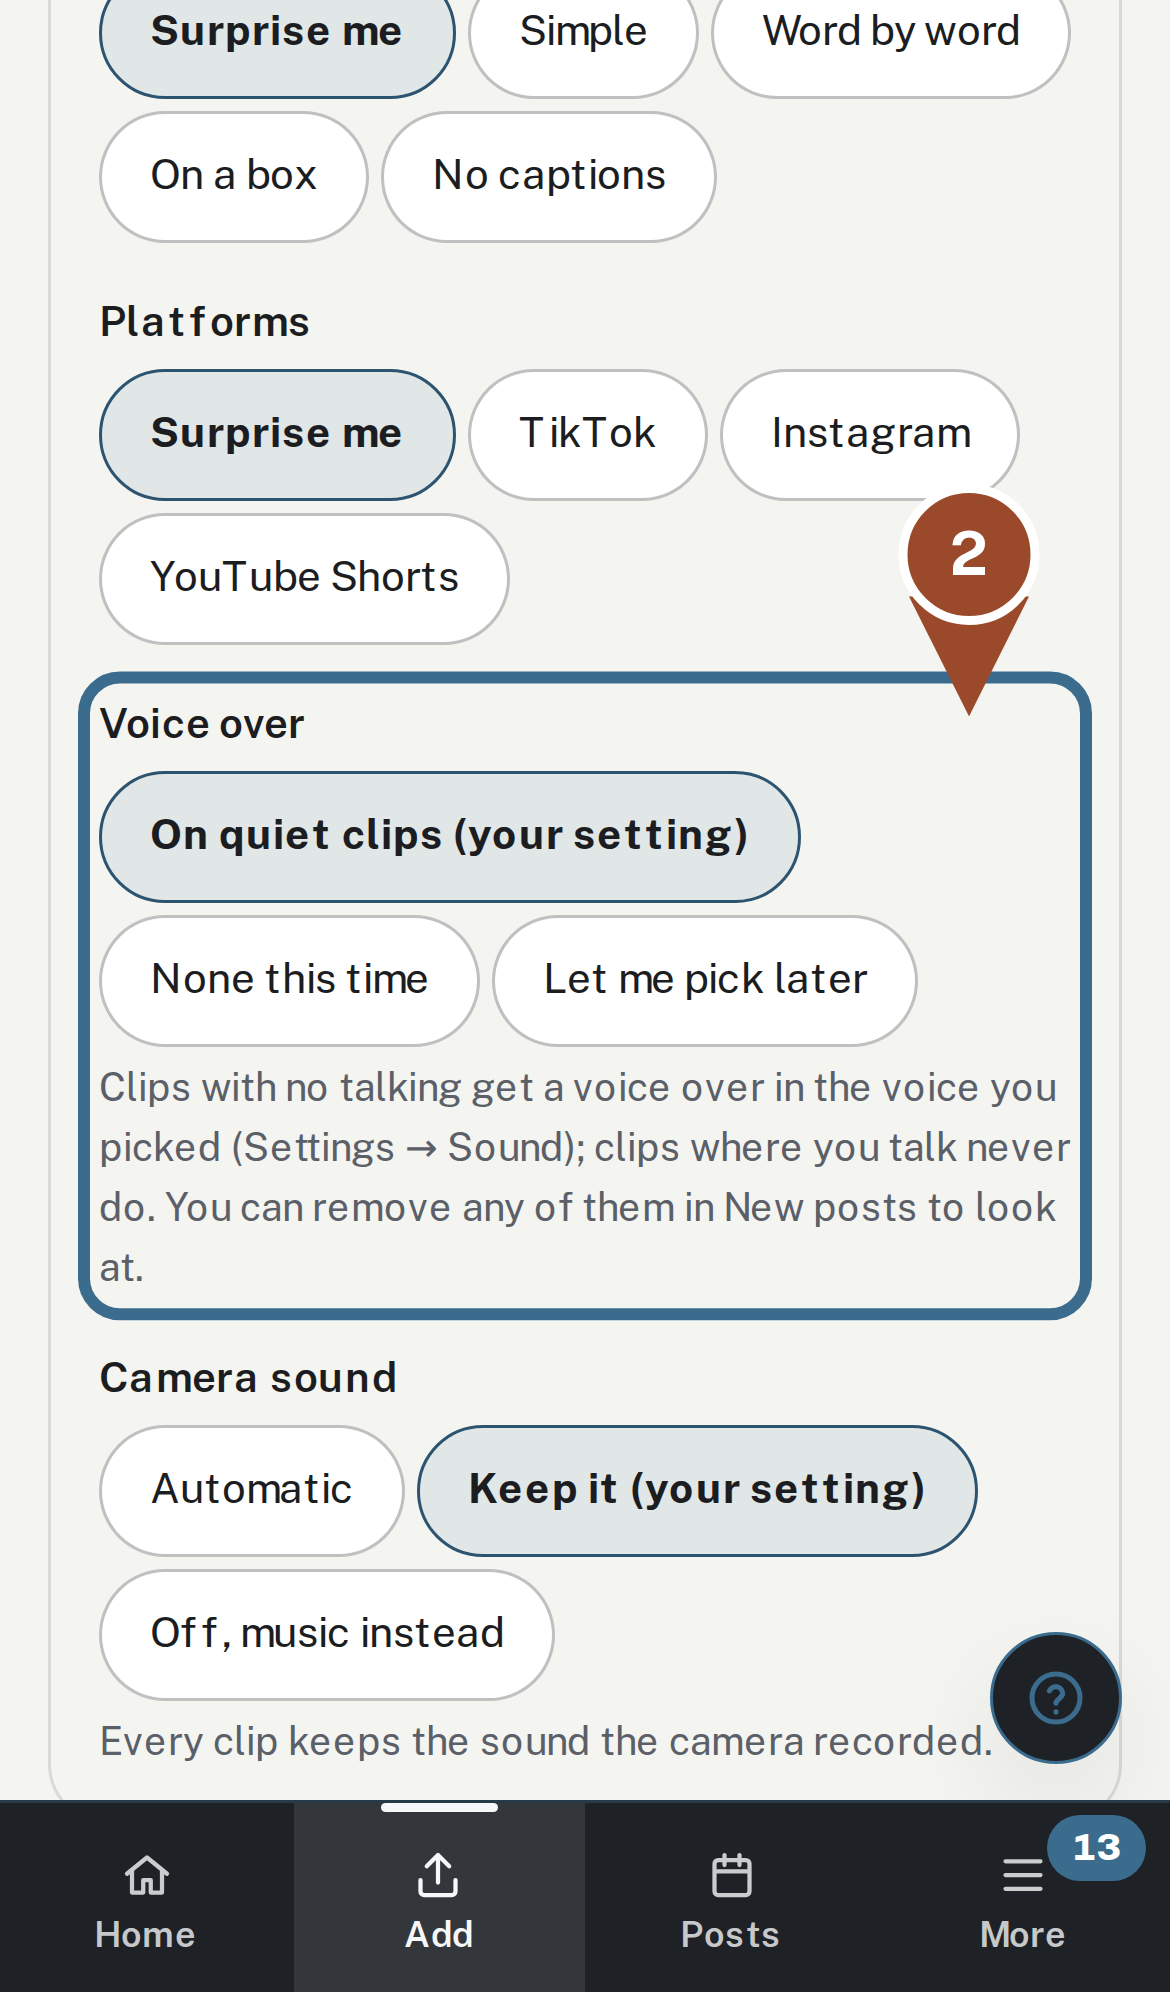 Surprise me
Simple
Word by word
On a box
No captions
Platforms
Surprise me
TikTok
Instagram
YouTube Shorts
2
Voice over
On quiet clips (your setting)
None this time
Let me pick later
Clips with no talking get a voice over in the voice you
picked (Settings → Sound); clips where you talk never
do. You can remove any of them in New posts to look
at.
Camera sound
Automatic
Keep it (your setting)
Off, music instead
Every clip keeps the sound the camera recorded.
13
Home
Add
Posts
More